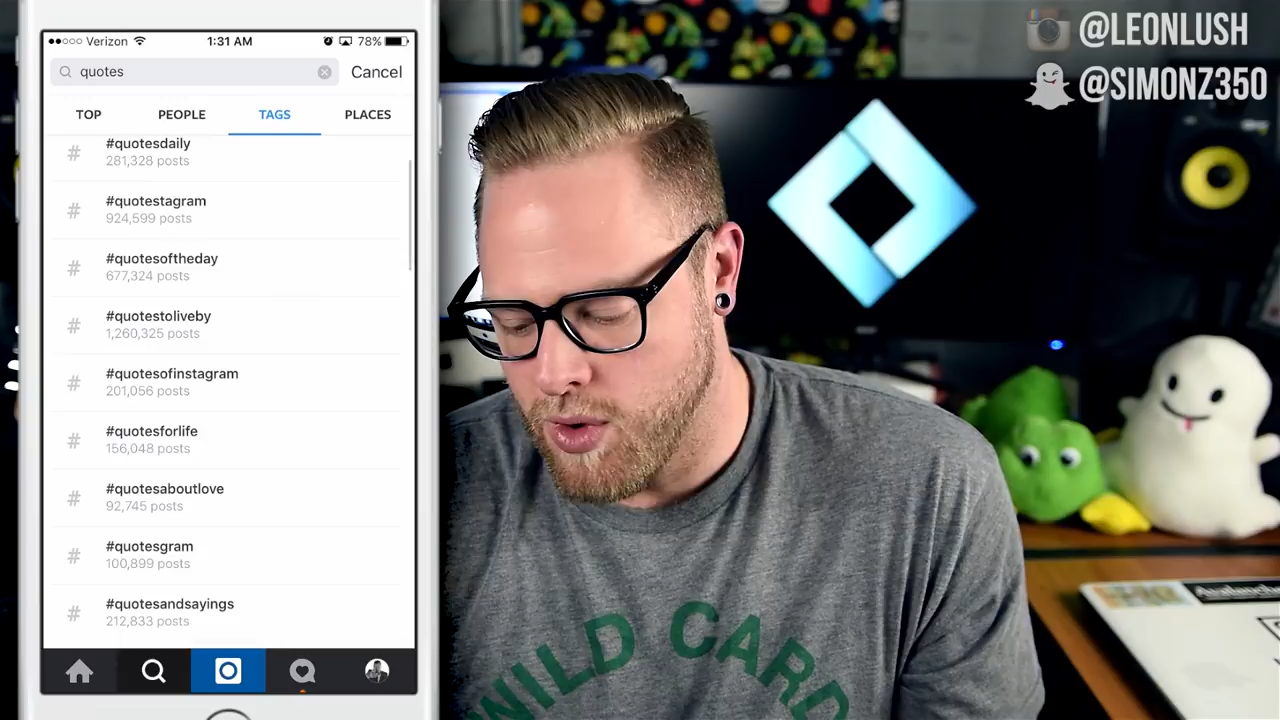 @LEONLUSH
@SIMONZ350
Verizon 1:31 AM 78%
quotes Cancel
TOP PEOPLE TAGS PLACES
#quotesdaily
281,328 posts
#quotestagram
924,599 posts
#quotesoftheday
677,324 posts
#quotestoliveby
1,260,325 posts
#quotesofinstagram
201,056 posts
#quotesforlife
156,048 posts
#quotesaboutlove
92,745 posts
#quotesgram
100,899 posts
#quotesandsayings
212,833 posts
WILD CARD